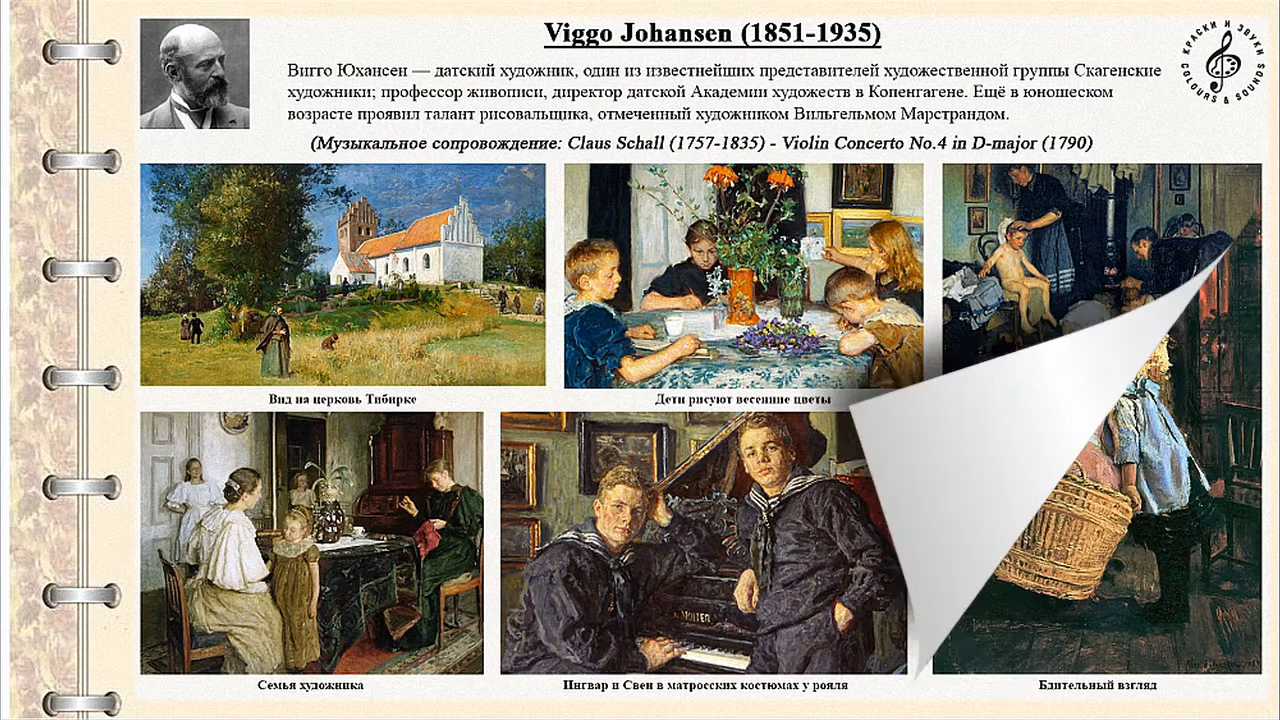 Viggo Johansen (1851-1935)
КРАСКИ И ЗВУКИ
COLOURS & SOUNDS
Вигго Юхансен — датский художник, один из известнейших представителей художественной группы Скагенские
художники; профессор живописи, директор датской Академии художеств в Копенгагене. Ещё в юношеском
возрасте проявил талант рисовальщика, отмеченный художником Вильгельмом Марстрандом.
(Музыкальное сопровождение: Claus Schall (1757-1835) - Violin Concerto No.4 in D-major (1790)
Вид на церковь Тибирке
Дети рисуют весенние цветы
Семья художника
Ингвар и Свен в матросских костюмах у рояля
Бдительный взгляд